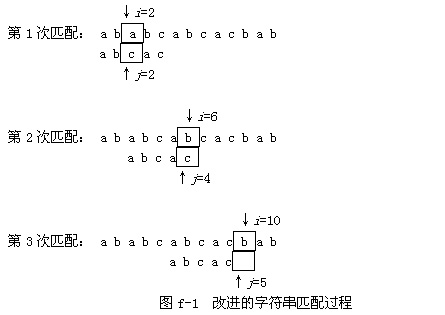 ↓ i=2
第1次匹配: a b a b c a b c a c b a b
a b c a c
↑ j=2
↓ i=6
第2次匹配: a b a b c a b c a c b a b
a b c a c
↑ j=4
↓ i=10
第3次匹配: a b a b c a b c a c b a b
a b c a c
↑ j=5
图 f-1 改进的字符串匹配过程